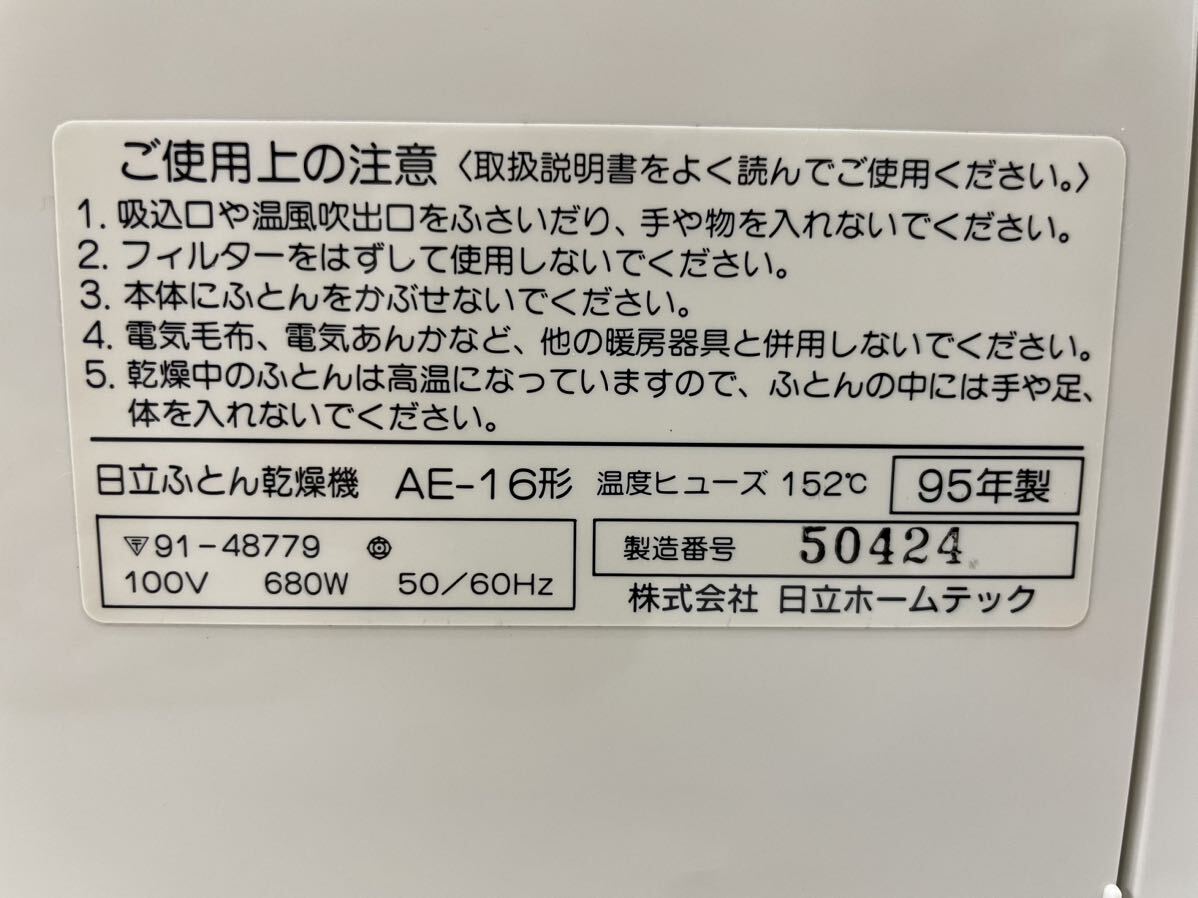 ご使用上の注意〈取扱説明書をよく読んでご使用ください。〉
1. 吸込口や温風吹出口をふさいだり、手や物を入れないでください。
2. フィルターをはずして使用しないでください。
3. 本体にふとんをかぶせないでください。
4. 電気毛布、電気あんかなど、他の暖房器具と併用しないでください。
5. 乾燥中のふとんは高温になっていますので、ふとんの中には手や足、
体を入れないでください。
日立ふとん乾燥機 AE-16形 温度ヒューズ 152℃ 95年製
91-48779
100V 680W 50/60Hz
製造番号 50424
株式会社 日立ホームテック